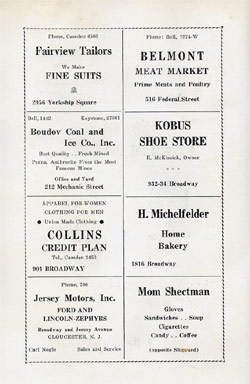 Phone, Camden 4580
Fairview Tailors
We Make
FINE SUITS
2956 Yorkship Square
Bell, 1442 Keystone, 27661
Boudov Coal and
Ice Co., Inc.
Best Quality . . Fresh Mined
Penna. Anthracite From the Most
Famous Mines
Office and Yard
212 Mechanic Street
APPAREL FOR WOMEN
CLOTHING FOR MEN
Union Made Clothing
COLLINS
CREDIT PLAN
Tel., Camden 5451
901 BROADWAY
Phone, 700
Jersey Motors, Inc.
FORD AND
LINCOLN-ZEPHYRS
Broadway and Jersey Avenue
GLOUCESTER, N. J.
Carl Nogle Sales and Service
Phone: Bell, 7374-W
BELMONT
MEAT MARKET
Prime Meats and Poultry
516 Federal Street
KOBUS
SHOE STORE
Owner
932-34 Broadway
H. Michelfelder
Home
Bakery
1816 Broadway
Mom Shectman
Gloves
Sandwiches . . Soup
Cigarettes
Candy . . Coffee
(opposite Shipyard)